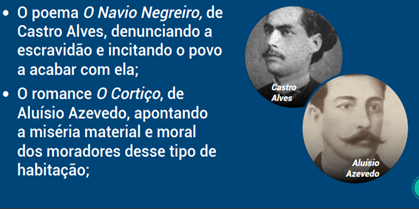 • O poema O Navio Negreiro, de
Castro Alves, denunciando a
escravidão e incitando o povo
a acabar com ela;
• O romance O Cortiço, de
Aluísio Azevedo, apontando
a miséria material e moral
dos moradores desse tipo de
habitação;
Castro
Alves
Aluísio
Azevedo